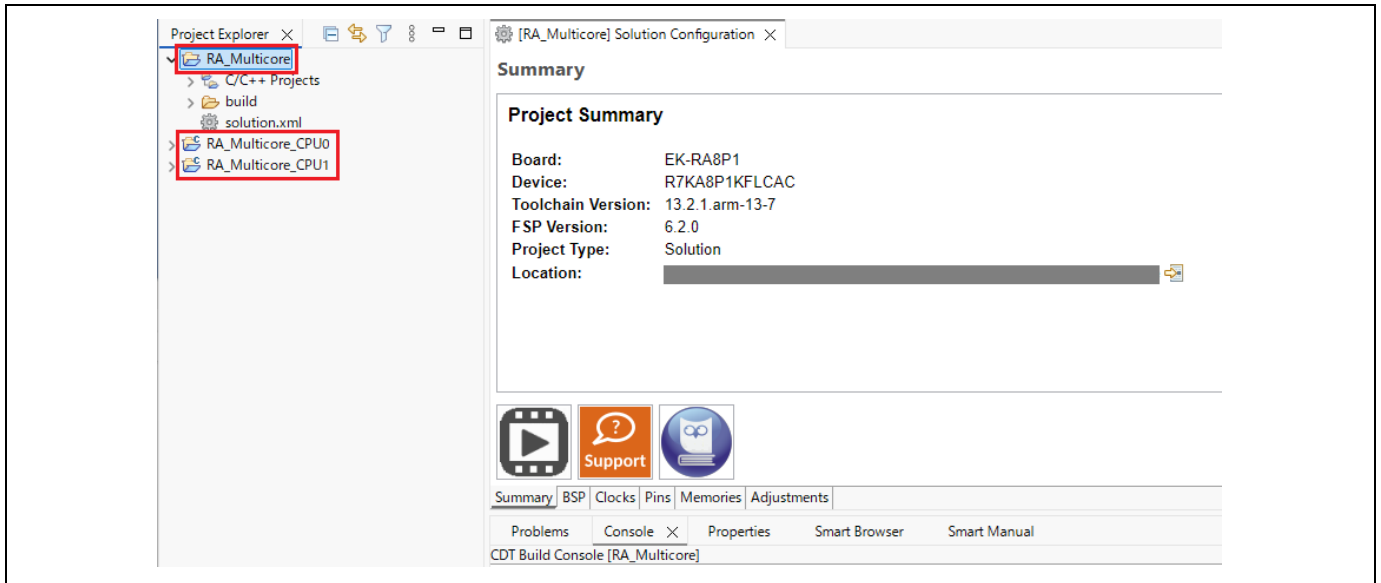 Project Explorer
RA_Multicore
C/C++ Projects
build
solution.xml
RA_Multicore_CPU0
RA_Multicore_CPU1
[RA_Multicore] Solution Configuration
Summary
Project Summary
Board: EK-RA8P1
Device: R7KA8P1KFLCAC
Toolchain Version: 13.2.1.arm-13-7
FSP Version: 6.2.0
Project Type: Solution
Location:
? Support
Summary BSP Clocks Pins Memories Adjustments
Problems Console Properties Smart Browser Smart Manual
CDT Build Console [RA_Multicore]